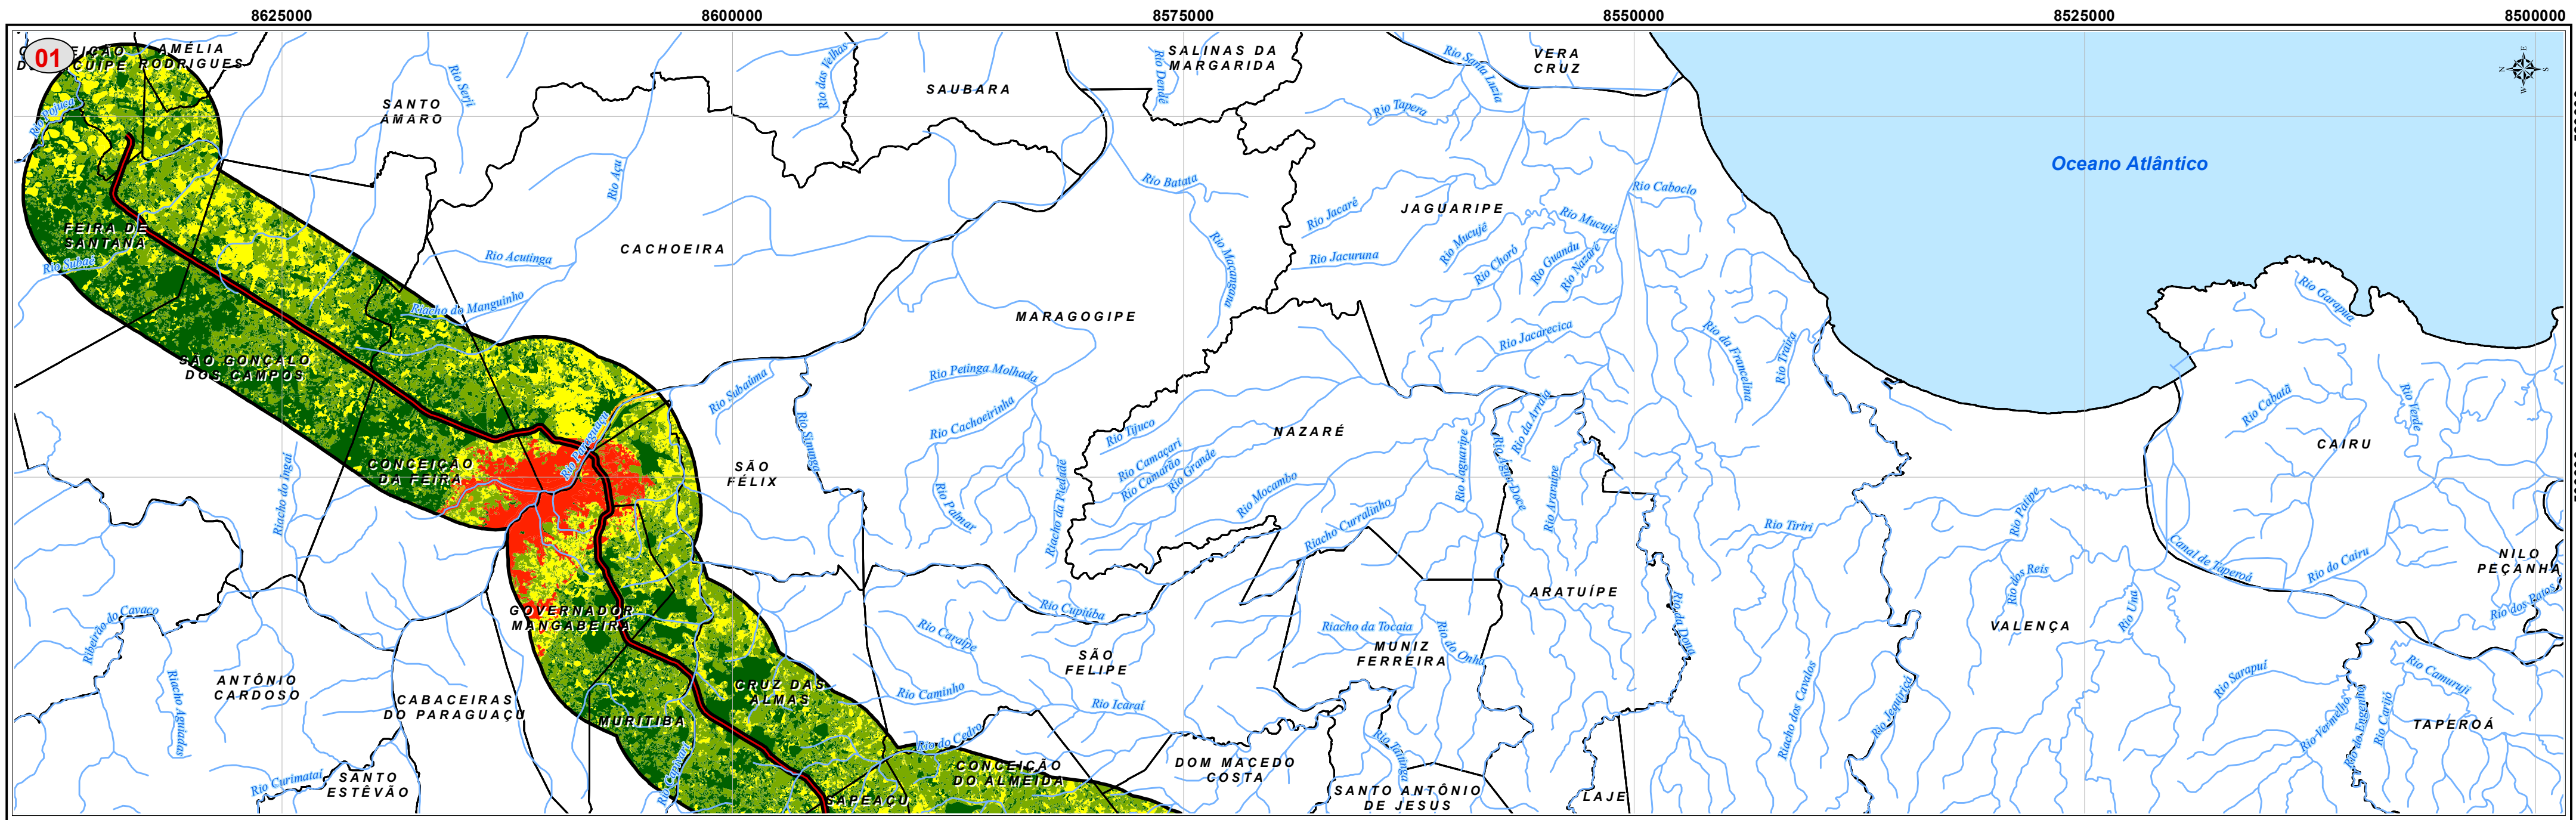 8625000
8600000
8575000
8550000
8525000
8500000
01
AMÉLIA
RODRIGUES
SANTO
AMARO
SAUBARA
SALINAS DA
MARGARIDA
VERA
CRUZ
Rio Pojuca
Rio Serji
Rio das Velhas
Rio Dendê
Rio Santa Luzia
Rio Tapera
E
N
S
W
Oceano Atlântico
Rio Açu
Rio Batata
Rio Caboclo
FEIRA DE
SANTANA
Rio Subaé
CACHOEIRA
Rio Acutinga
Rio Jacaré
JAGUARIPE
Rio Mucujé
Rio Mucujá
Rio Choró
Rio Guandu
Rio Nazaré
Rio Jacuruna
Rio Maçangana
Riacho do Manguinho
MARAGOGIPE
Rio Garapua
Rio Jacarecica
Rio da Francelina
Rio Traíra
SÃO GONÇALO
DOS CAMPOS
Rio Petinga Molhada
Rio Subaúma
Rio Cachoeirinha
Rio Sinunga
Rio Paraguaçu
Rio Tijuco
NAZARÉ
Rio da Arraia
Rio Cabatã
Rio Verde
CAIRU
CONCEIÇÃO
DA FEIRA
SÃO
FÉLIX
Rio Camaçari
Rio Camarão
Rio Grande
Rio Mocambo
Rio Jaguaripe
Rio Água Doce
Rio Araruípe
Riacho do Ingaí
Rio Palmar
Riacho da Piedade
Riacho Curralinho
Rio Tiriri
Rio Patipe
Canal de Taperoá
Rio do Cairu
NILO
PEÇANHA
Rio dos Patos
Rio dos Reis
Rio Una
ARATUÍPE
Rio da Dona
VALENÇA
GOVERNADOR
MANGABEIRA
Ribeirão do Cavaco
Rio Cupiúba
Rio Caraípe
Riacho da Tocaia
Rio do Onha
MUNIZ
FERREIRA
SÃO
FELIPE
Riacho Aguiadas
ANTÔNIO
CARDOSO
CABACEIRAS
DO PARAGUAÇU
CRUZ DAS
ALMAS
MURITIBA
Rio Caminho
Rio Icaraí
Riacho dos Cavalos
Rio Jequiriçá
Rio Sarapuí
Rio Camuruji
Rio Vermelho
Rio do Engenho
Rio Carijó
TAPEROÁ
Rio Capivari
Rio do Cedro
Rio Curimataí
SANTO
ESTÊVÃO
CONCEIÇÃO
DO ALMEIDA
SAPEAÇU
DOM MACEDO
COSTA
SANTO ANTÔNIO
DE JESUS
LAJE